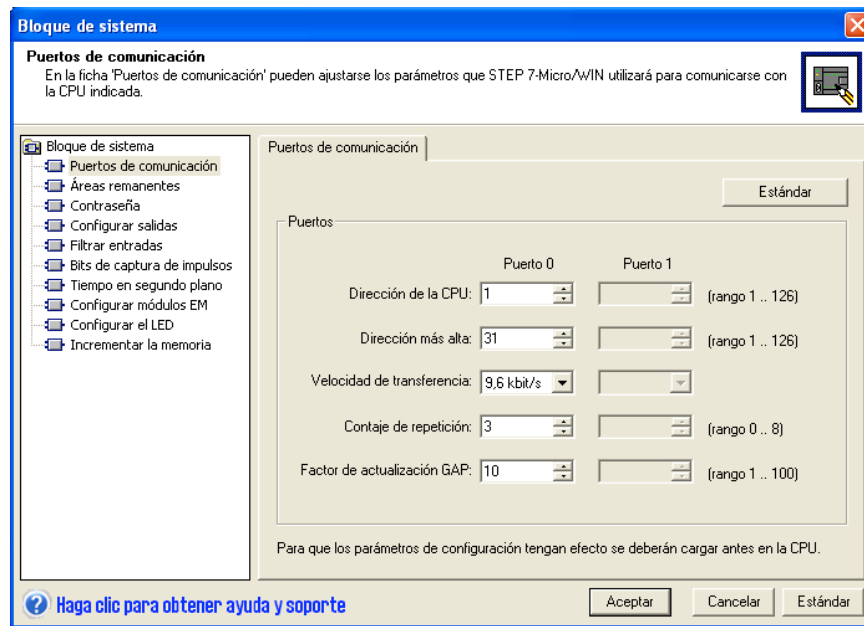 Bloque de sistema
Puertos de comunicación
En la ficha 'Puertos de comunicación' pueden ajustarse los parámetros que STEP 7-Micro/WIN utilizará para comunicarse con
la CPU indicada.
Bloque de sistema
Puertos de comunicación
Áreas remanentes
Contraseña
Configurar salidas
Filtrar entradas
Bits de captura de impulsos
Tiempo en segundo plano
Configurar módulos EM
Configurar el LED
Incrementar la memoria
Puertos de comunicación
Estándar
Puertos
Puerto 0 Puerto 1
Dirección de la CPU: 1 (rango 1 .. 126)
Dirección más alta: 31 (rango 1 .. 126)
Velocidad de transferencia: 9,6 kbit/s
Contaje de repetición: 3 (rango 0 .. 8)
Factor de actualización GAP: 10 (rango 1 .. 100)
Para que los parámetros de configuración tengan efecto se deberán cargar antes en la CPU.
Haga clic para obtener ayuda y soporte
Aceptar Cancelar Estándar